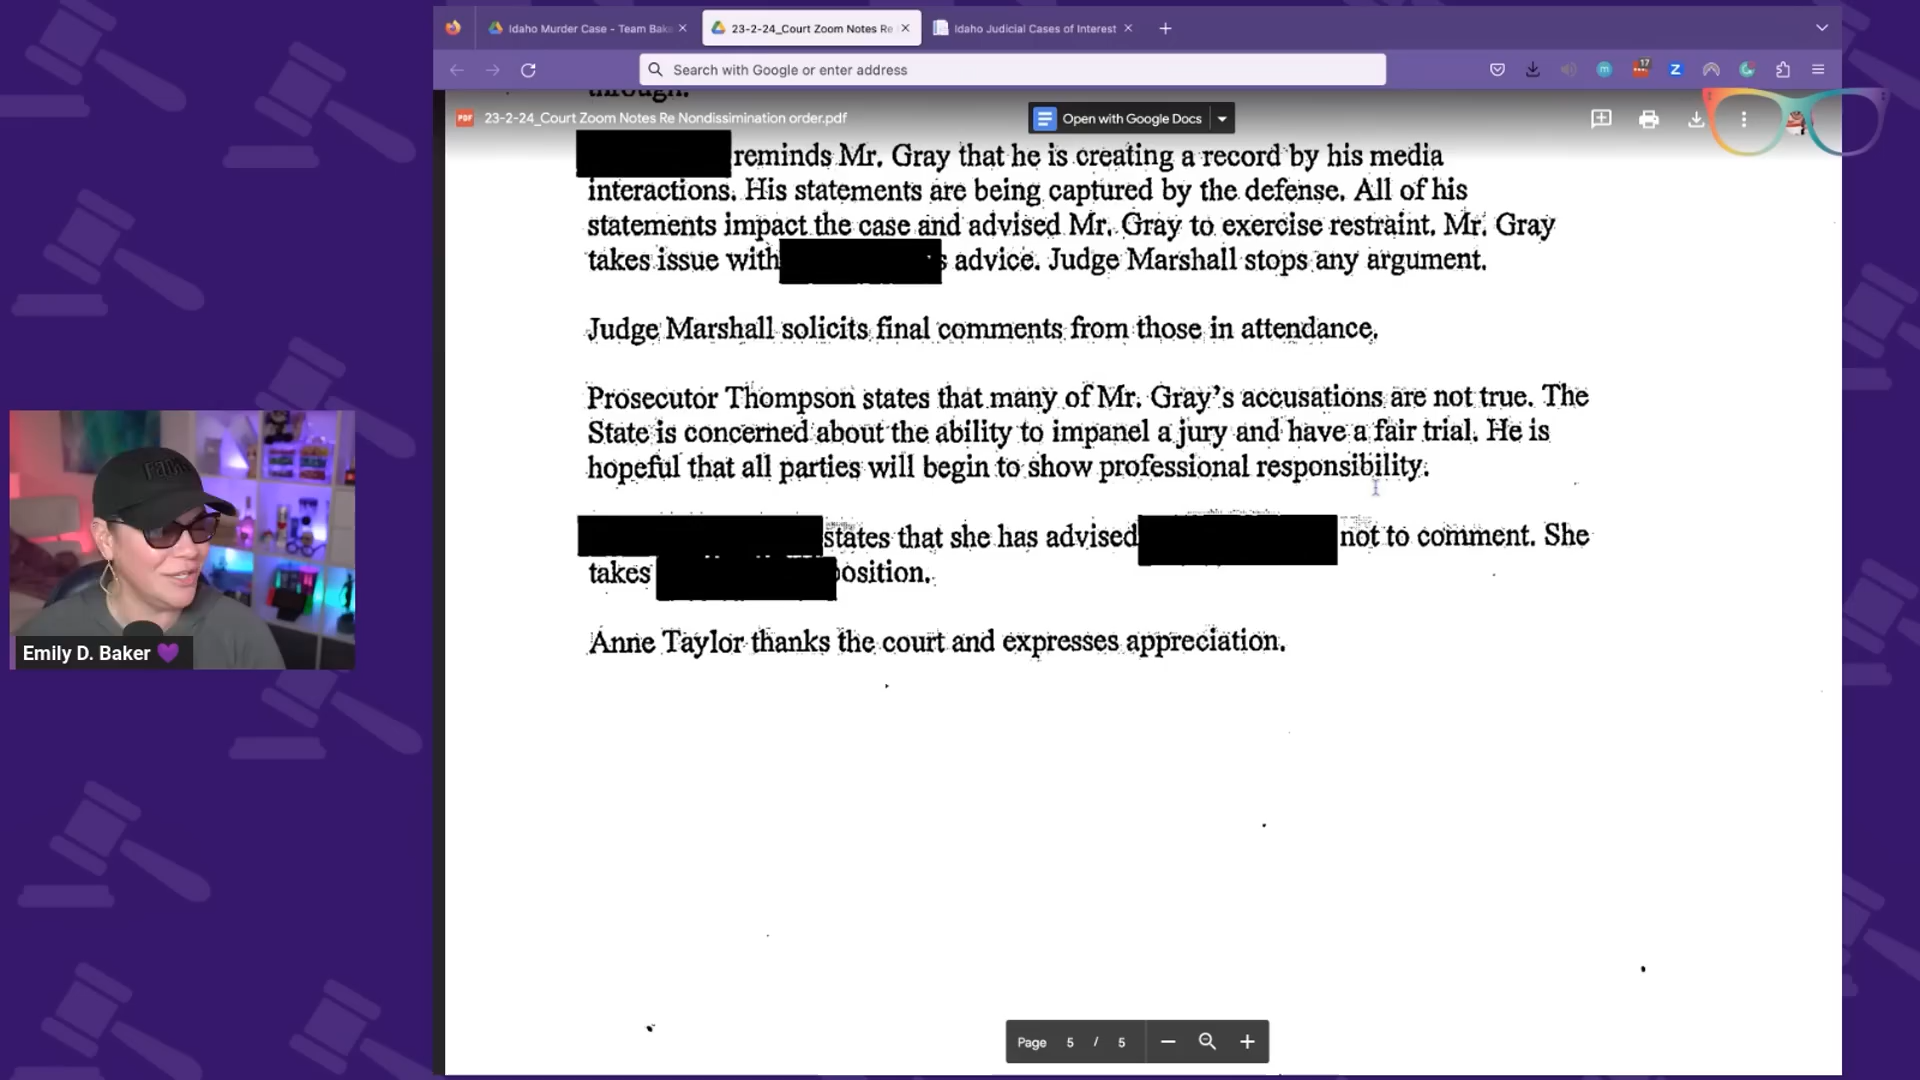 Idaho Murder Case - Team Bake
23-2-24_Court Zoom Notes Re
Idaho Judicial Cases of Interest
Search with Google or enter address
17
through.
PDF
23-2-24_Court Zoom Notes Re Nondissimination order.pdf
Open with Google Docs
reminds Mr. Gray that he is creating a record by his media
interactions. His statements are being captured by the defense. All of his
statements impact the case and advised Mr. Gray to exercise restraint. Mr. Gray
takes issue with s advice. Judge Marshall stops any argument.
Judge Marshall solicits final comments from those in attendance.
Prosecutor Thompson states that many of Mr. Gray's accusations are not true. The
State is concerned about the ability to impanel a jury and have a fair trial. He is
hopeful that all parties will begin to show professional responsibility.
states that she has advised not to comment. She
takes position.
Anne Taylor thanks the court and expresses appreciation.
Emily D. Baker
Page 5 / 5